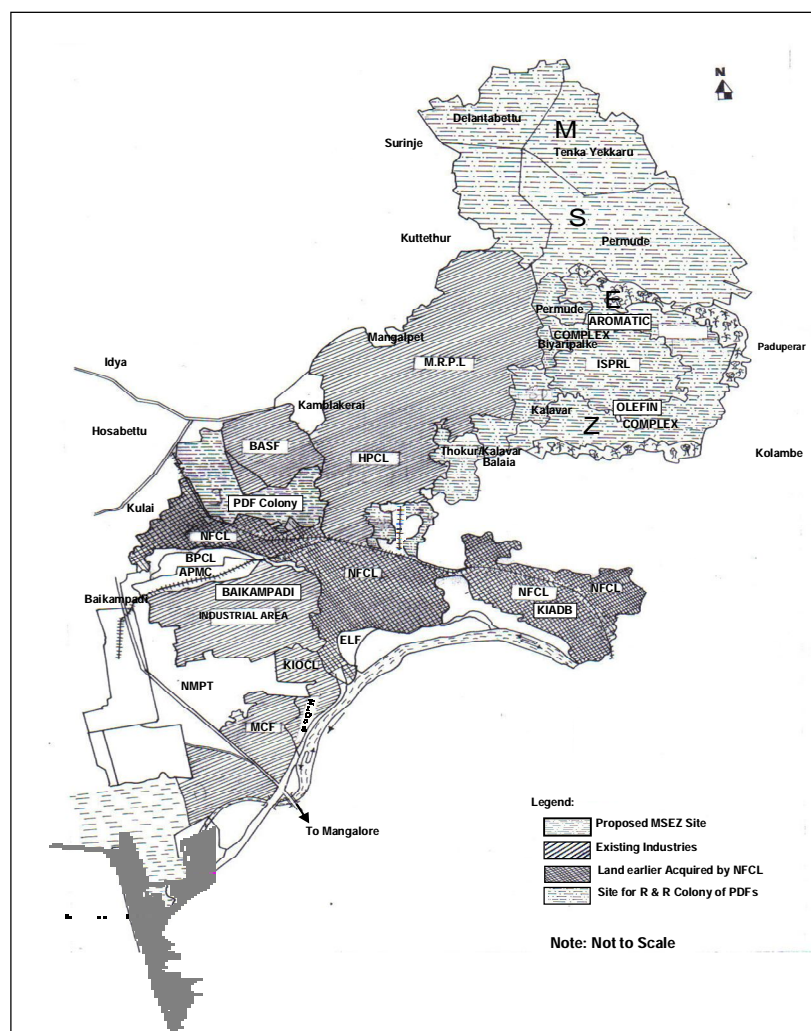 N
Delantabettu
M
Surinje
Tenka Yekkaru
S
Kuttethur
Permude
E
Permude
AROMATIC
COMPLEX
Mangalpet
Paduperar
M.R.P.L
ISPRL
Idya
Kalavar
OLEFIN
COMPLEX
Z
Hosabettu
BASF
HPCL
Thokur/Kalavar
Balaia
Kolambe
PDF Colony
Kulai
NFCL
BPCL
APMC
NFCL
NFCL
NFCL
KIADB
Baikampadi
BAIKAMPADI
INDUSTRIAL AREA
ELF
KIOCL
NMPT
MCF
To Mangalore
Legend:
Proposed MSEZ Site
Existing Industries
Land earlier Acquired by NFCL
Site for R & R Colony of PDFs
Note: Not to Scale